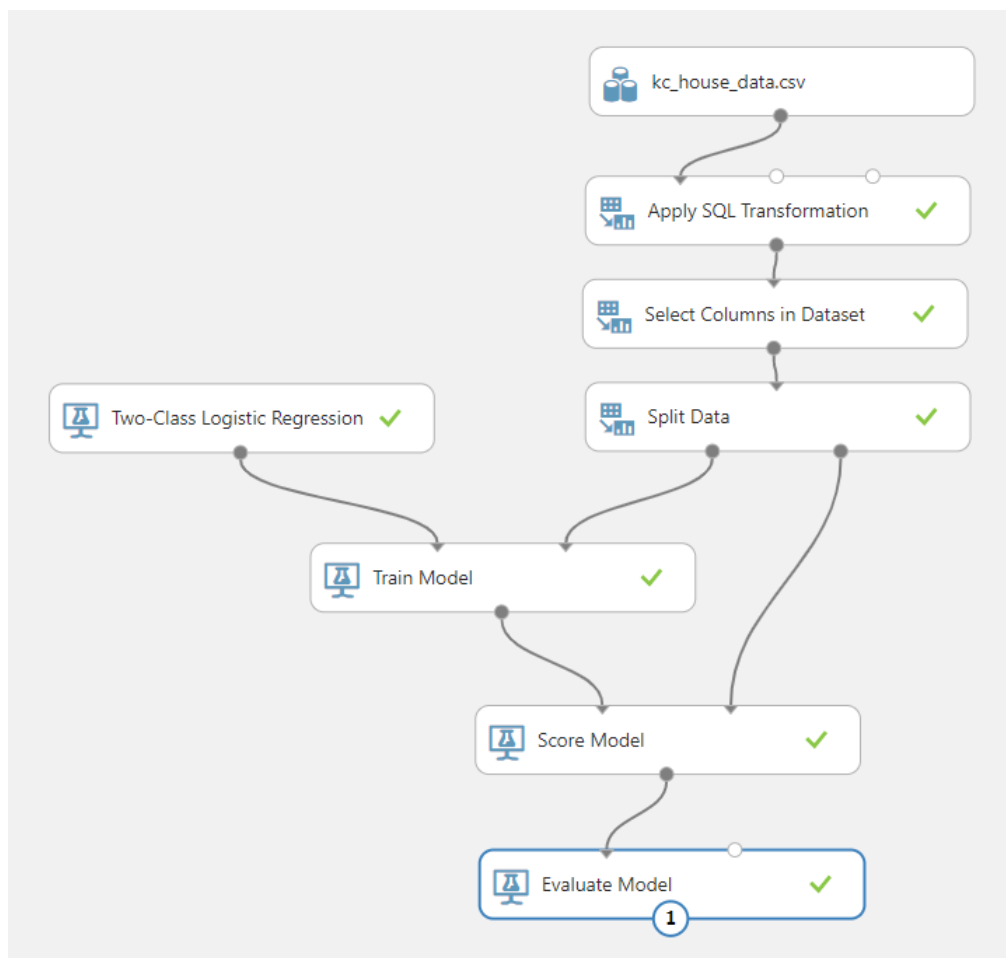 kc_house_data.csv
Apply SQL Transformation
Select Columns in Dataset
Two-Class Logistic Regression
Split Data
Train Model
Score Model
Evaluate Model
1